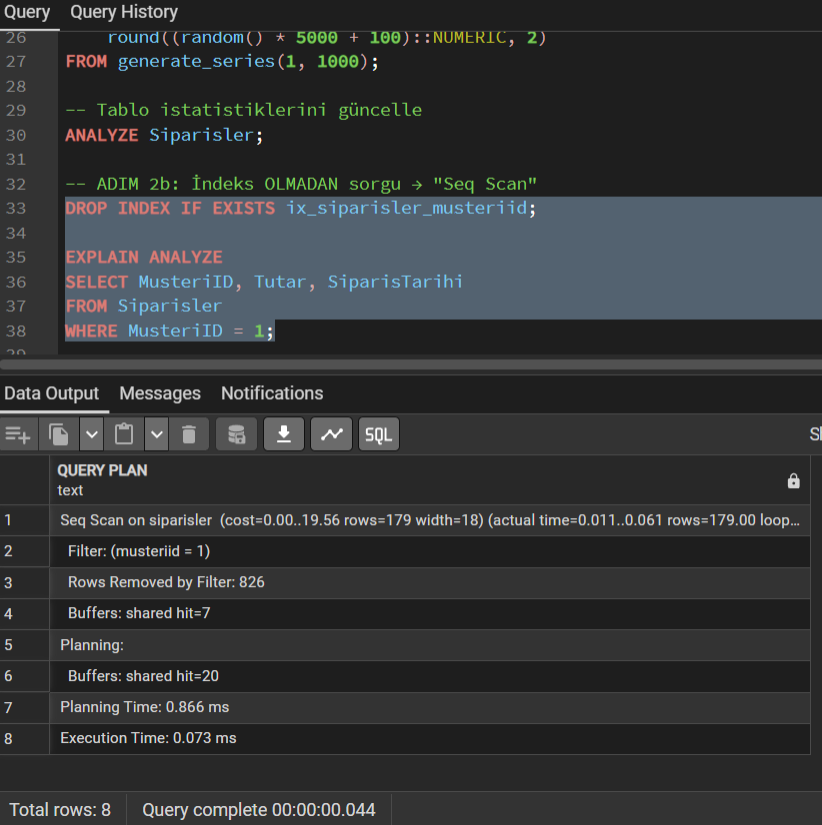 Query Query History
26 round((random() * 5000 + 100)::NUMERIC, 2)
27 FROM generate_series(1, 1000);
28
29 -- Tablo istatistiklerini güncelle
30 ANALYZE Siparisler;
31
32 -- ADIM 2b: İndeks OLMADAN sorgu → "Seq Scan"
33 DROP INDEX IF EXISTS ix_siparisler_musteriid;
34
35 EXPLAIN ANALYZE
36 SELECT MusteriID, Tutar, SiparisTarihi
37 FROM Siparisler
38 WHERE MusteriID = 1;
39
Data Output Messages Notifications
SQL
QUERY PLAN
text
1 Seq Scan on siparisler (cost=0.00..19.56 rows=179 width=18) (actual time=0.011..0.061 rows=179.00 loop...
2 Filter: (musteriid = 1)
3 Rows Removed by Filter: 826
4 Buffers: shared hit=7
5 Planning:
6 Buffers: shared hit=20
7 Planning Time: 0.866 ms
8 Execution Time: 0.073 ms
Total rows: 8 Query complete 00:00:00.044